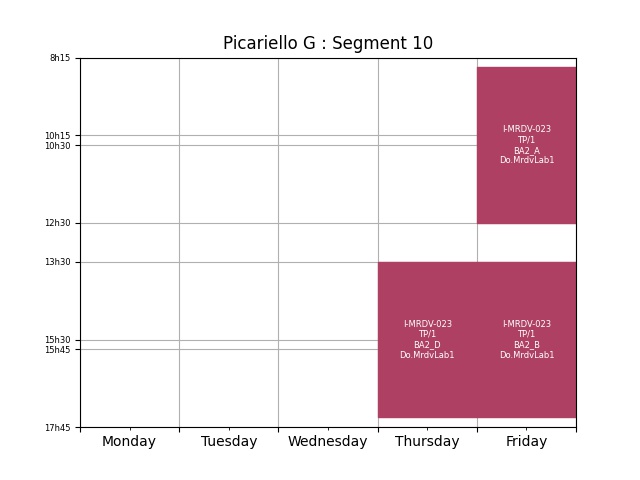 Picariello G : Segment 10
8h15
10h15
10h30
12h30
13h30
15h30
15h45
17h45
I-MRDV-023
TP/1
BA2_A
Do.MrdvLab1
I-MRDV-023
TP/1
BA2_D
Do.MrdvLab1
I-MRDV-023
TP/1
BA2_B
Do.MrdvLab1
Monday Tuesday Wednesday Thursday Friday